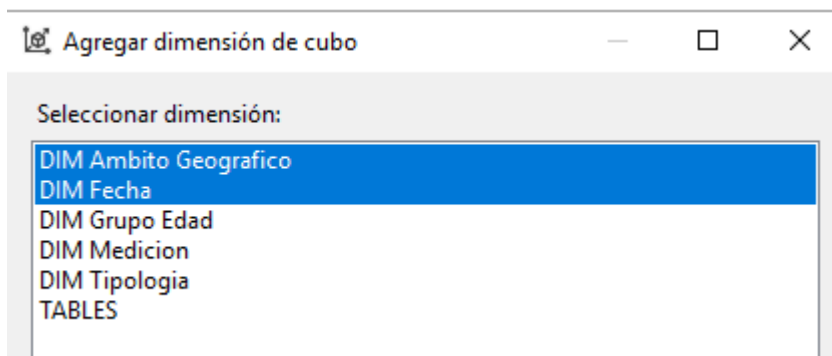 Agregar dimensión de cubo
Seleccionar dimensión:
DIM Ambito Geografico
DIM Fecha
DIM Grupo Edad
DIM Medicion
DIM Tipologia
TABLES